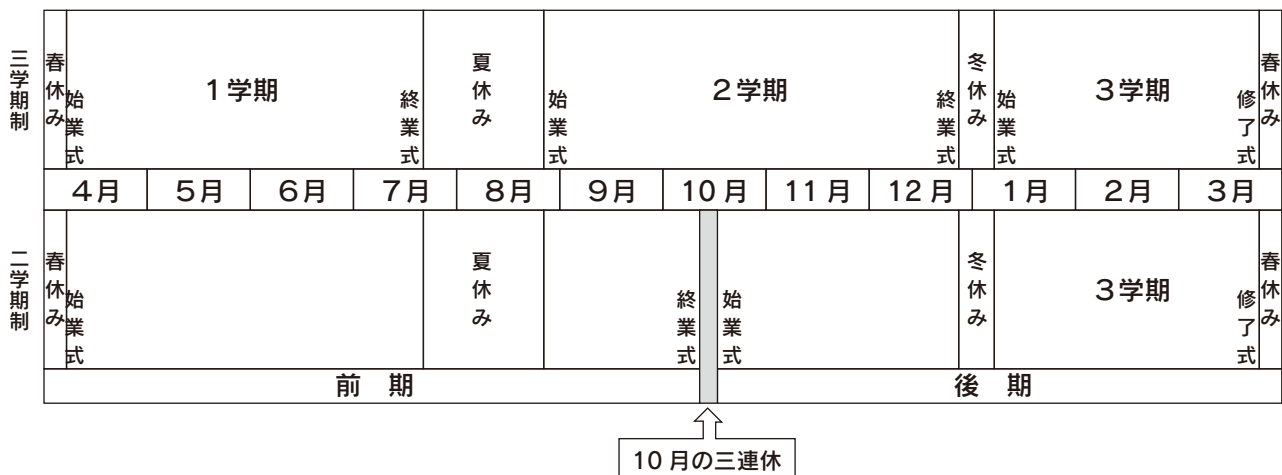 三学期制
春休み
始業式
1学期
終業式
夏休み
始業式
2学期
終業式
冬休み
始業式
3学期
修了式
春休み
4月 5月 6月 7月 8月 9月 10月 11月 12月 1月 2月 3月
二学期制
春休み
始業式
夏休み
終業式
始業式
冬休み
3学期
修了式
春休み
前 期
後 期
10月の三連休